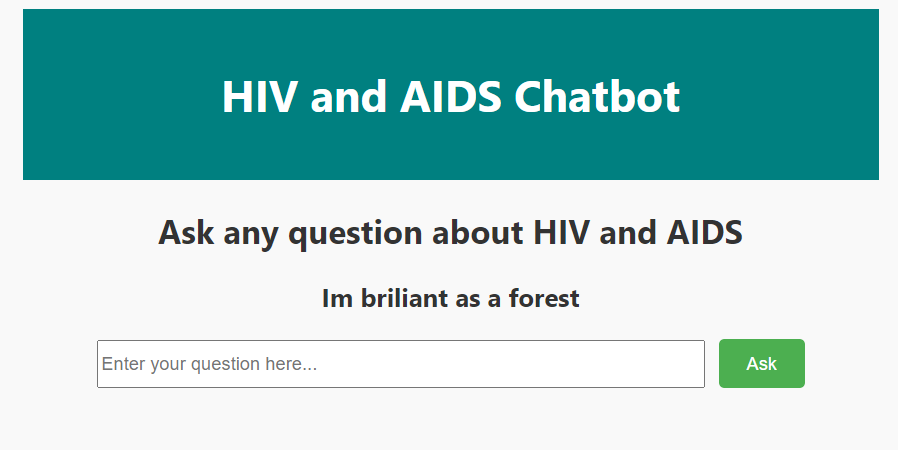 HIV and AIDS Chatbot
Ask any question about HIV and AIDS
Im briliant as a forest
Enter your question here...
Ask